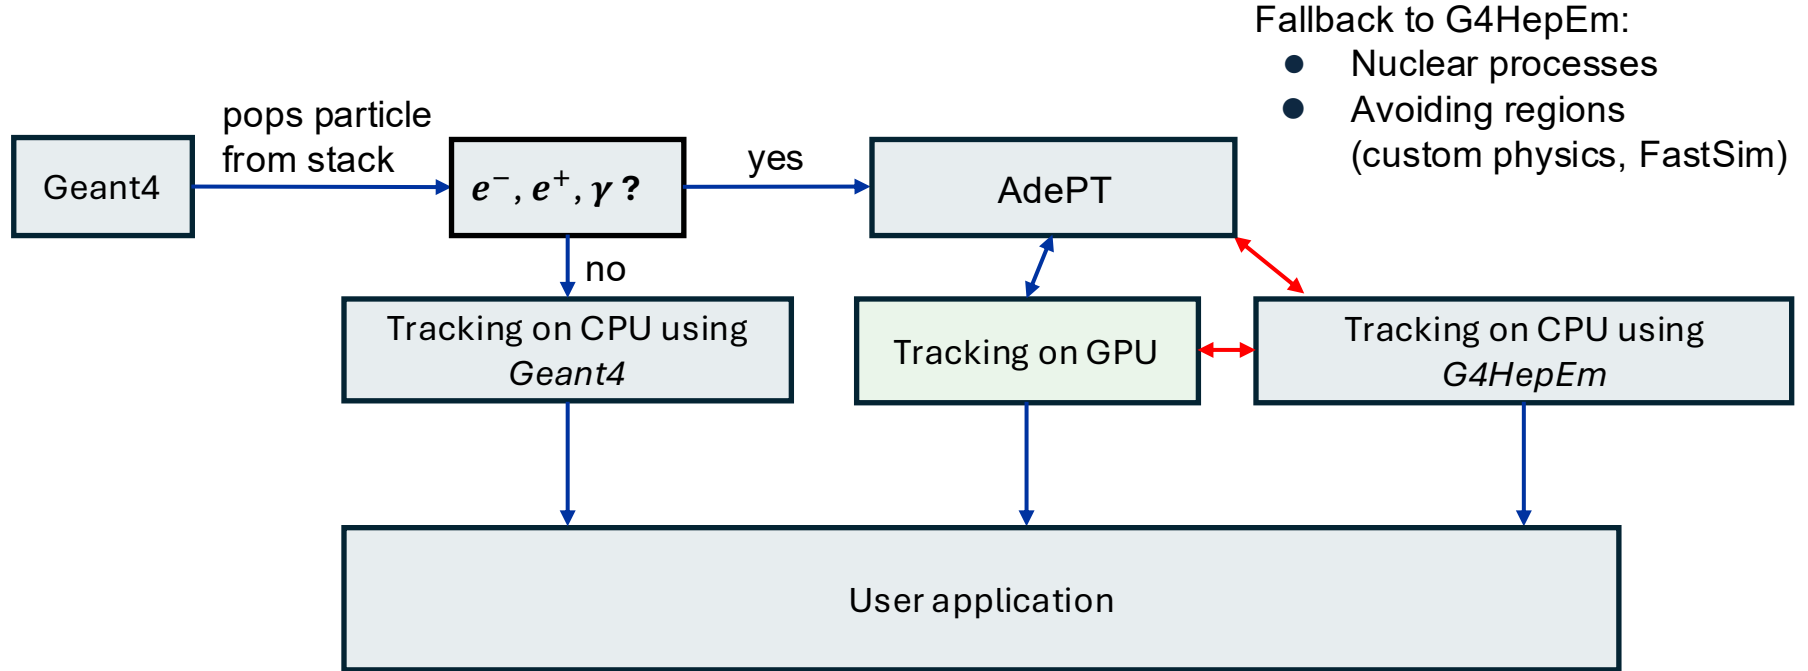 Fallback to G4HepEm:
● Nuclear processes
● Avoiding regions
(custom physics, FastSim)
pops particle
from stack
Geant4
e⁻, e⁺, γ ?
yes
AdePT
no
Tracking on CPU using
Geant4
Tracking on GPU
Tracking on CPU using
G4HepEm
User application